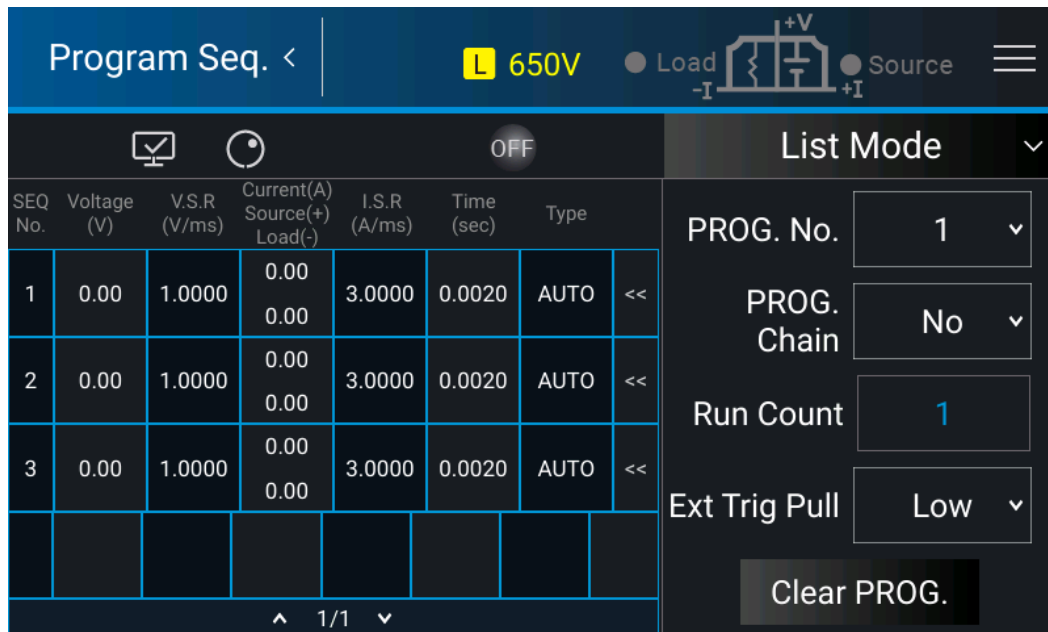 Program Seq. <
L 650V
Load
-I
+V
+I
Source
OFF
List Mode
SEQ No.
Voltage (V)
V.S.R (V/ms)
Current(A) Source(+) Load(-)
I.S.R (A/ms)
Time (sec)
Type
1 0.00 1.0000 0.00 0.00 3.0000 0.0020 AUTO <<
2 0.00 1.0000 0.00 0.00 3.0000 0.0020 AUTO <<
3 0.00 1.0000 0.00 0.00 3.0000 0.0020 AUTO <<
1/1
PROG. No. 1
PROG. Chain No
Run Count 1
Ext Trig Pull Low
Clear PROG.